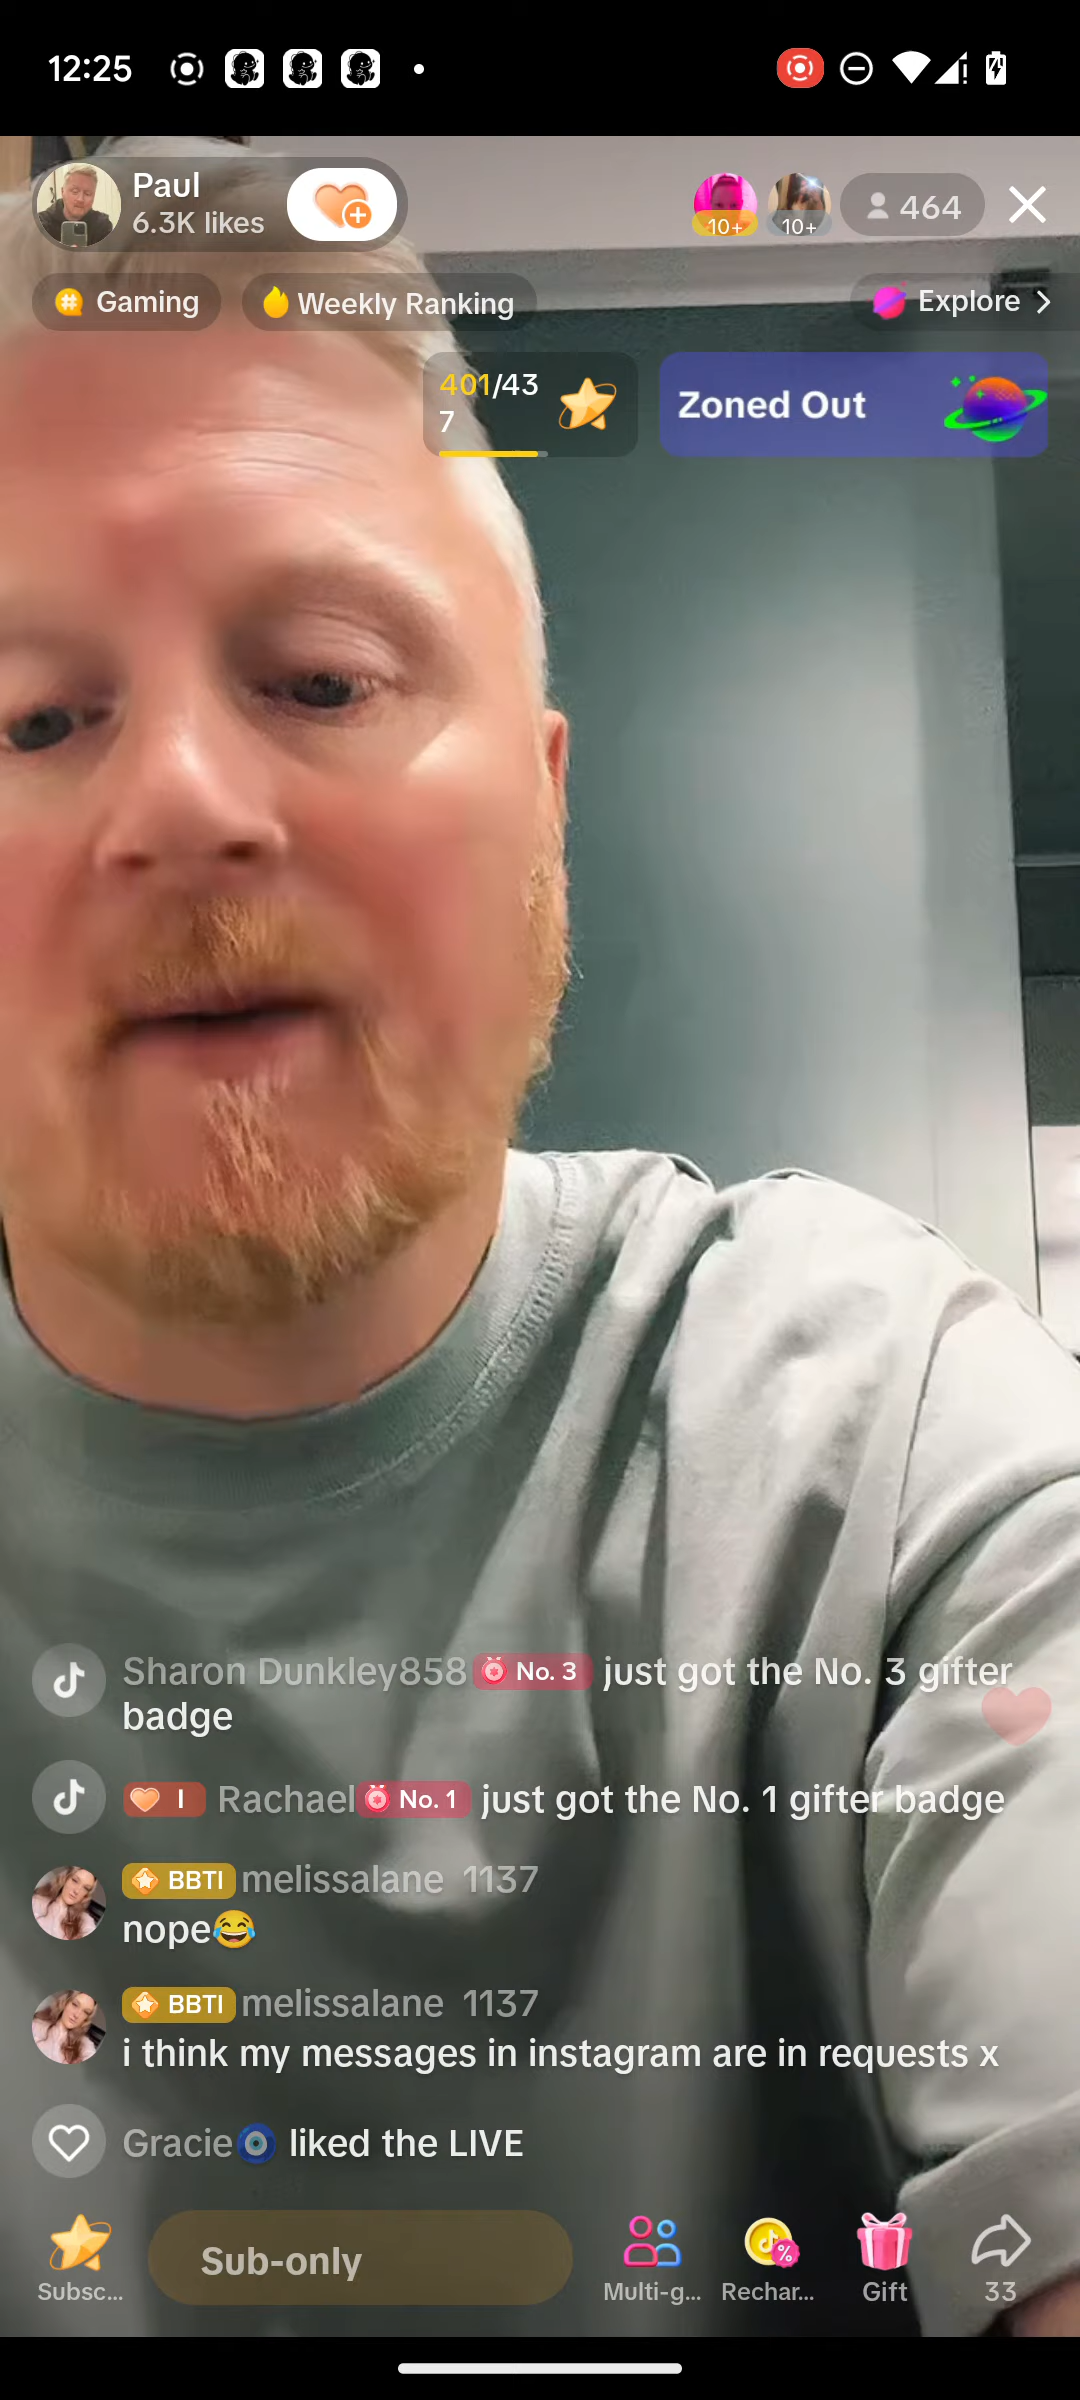 12:25
Paul
6.3K likes
10+
10+
464
Gaming
Weekly Ranking
Explore
401/43
7
Zoned Out
Sharon Dunkley858 No. 3 just got the No. 3 gifter
badge
I Rachael No. 1 just got the No. 1 gifter badge
BBTI melissalane 1137
nope😂
BBTI melissalane 1137
i think my messages in instagram are in requests x
Gracie🧿 liked the LIVE
Subsc...
Sub-only
Multi-g...
Rechar...
Gift
33